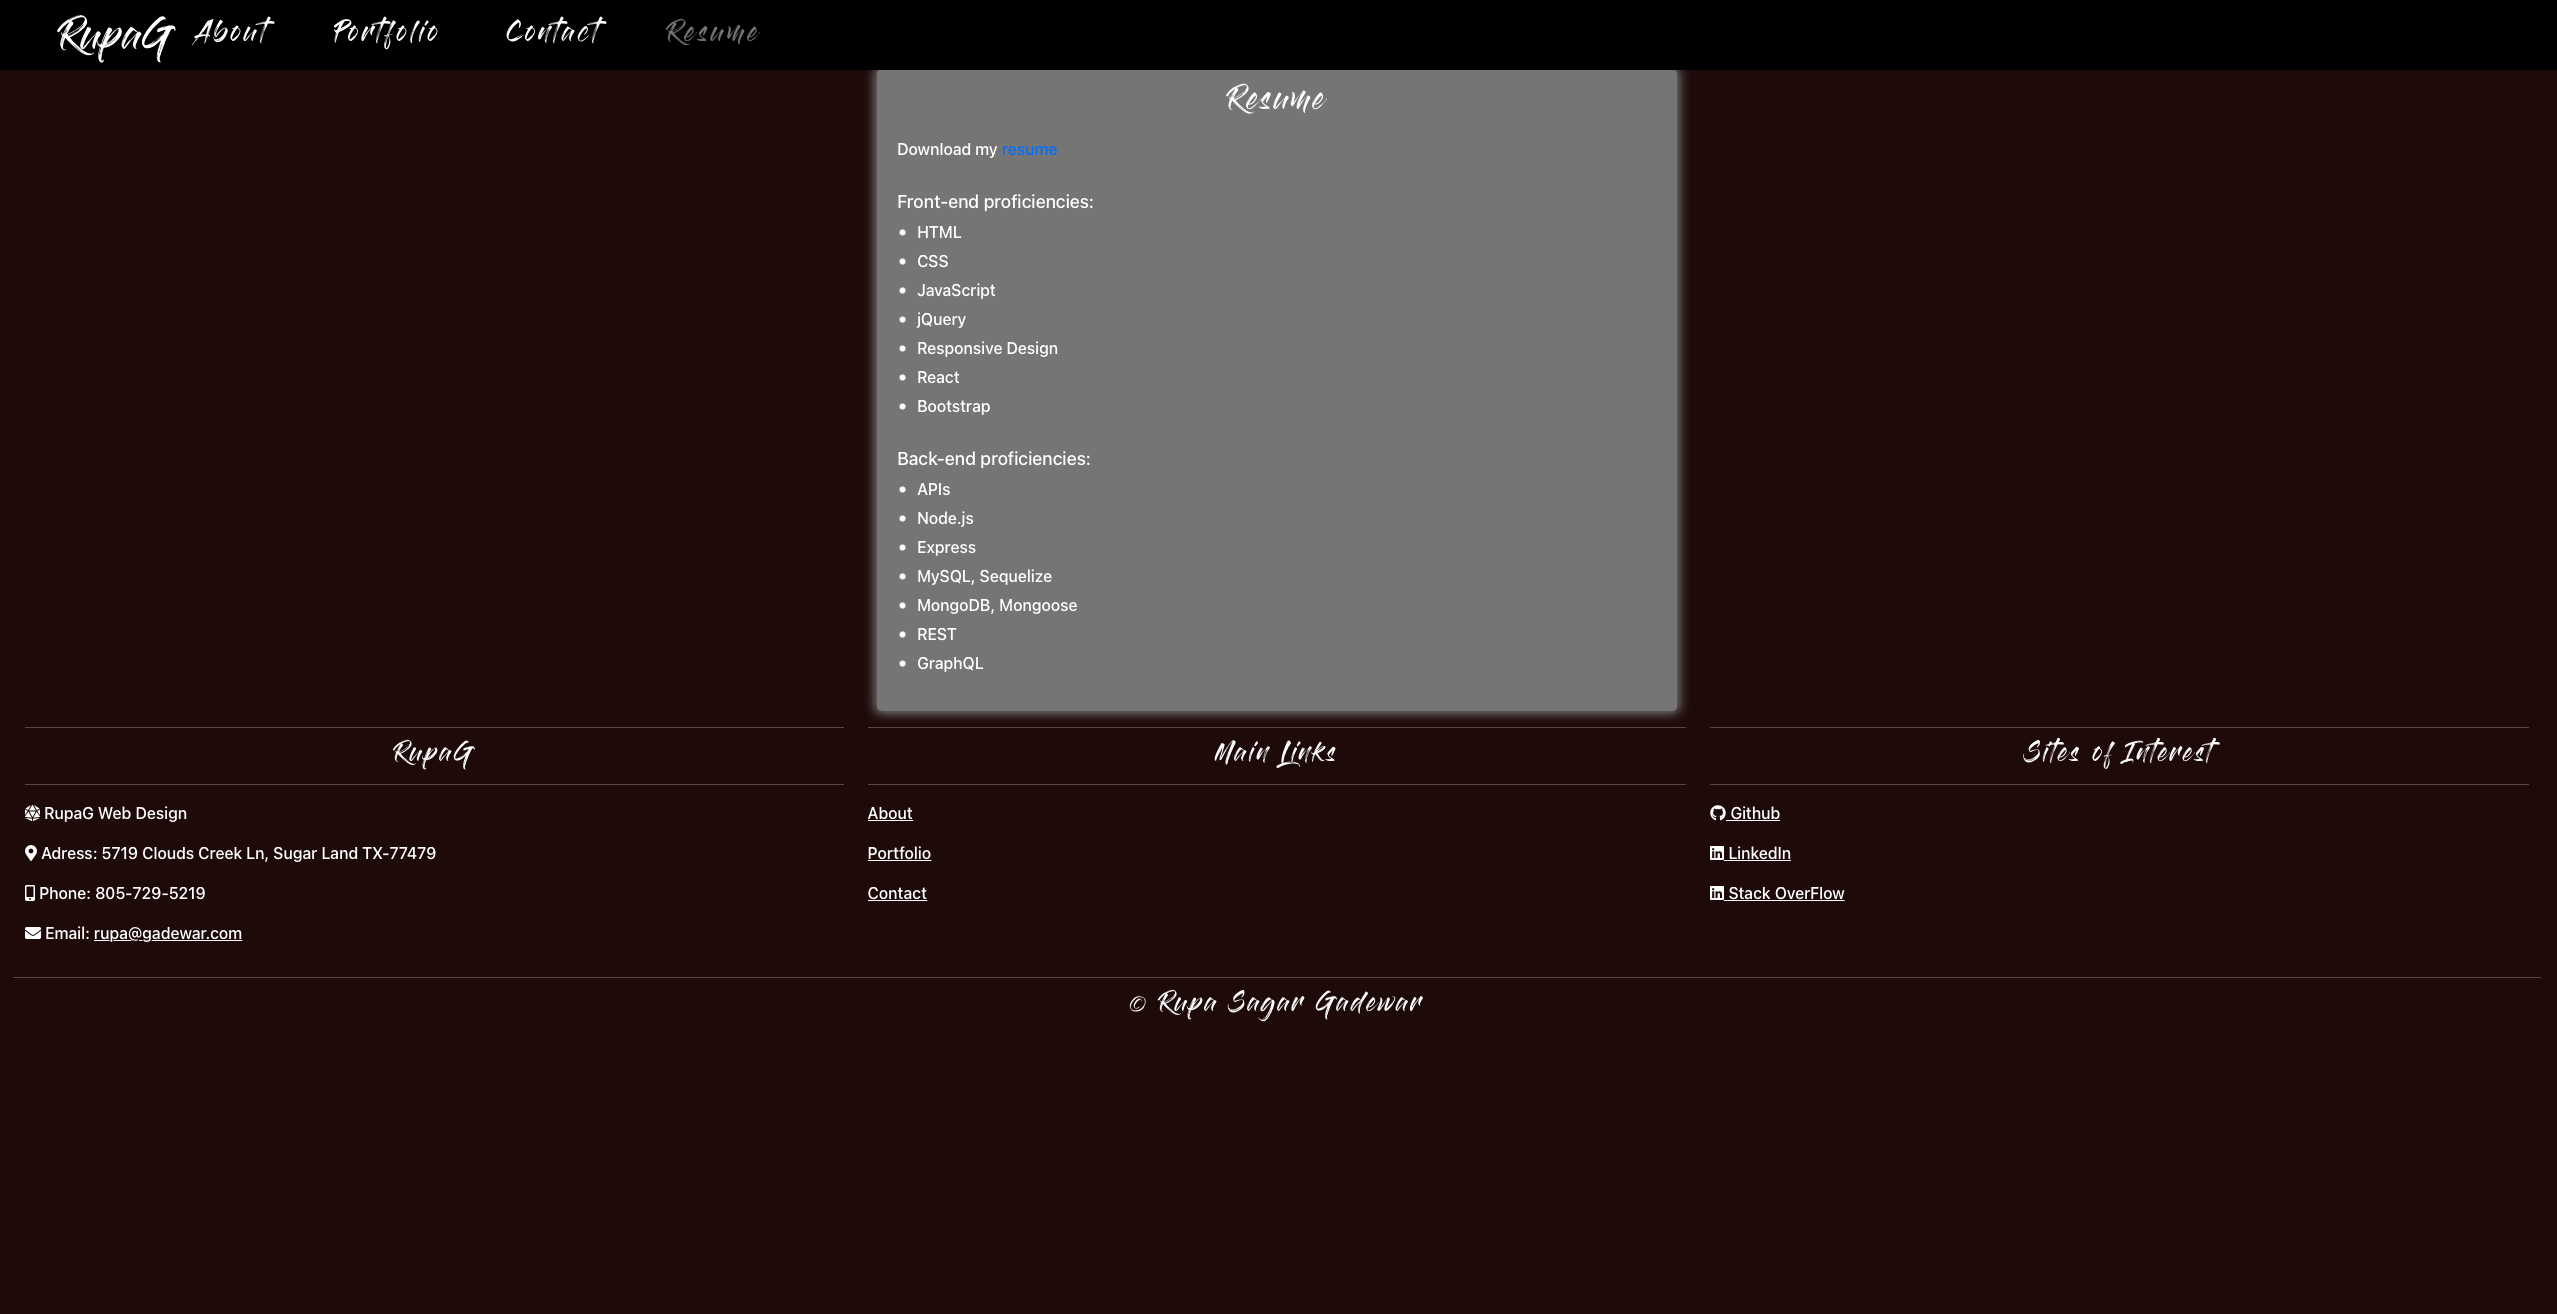 RupaG About Portfolio Contact Resume
Resume
Download my resume
Front-end proficiencies:
HTML
CSS
JavaScript
jQuery
Responsive Design
React
Bootstrap
Back-end proficiencies:
APIs
Node.js
Express
MySQL, Sequelize
MongoDB, Mongoose
REST
GraphQL
RupaG
RupaG Web Design
Adress: 5719 Clouds Creek Ln, Sugar Land TX-77479
Phone: 805-729-5219
Email: rupa@gadewar.com
Main Links
About
Portfolio
Contact
Sites of Interest
Github
LinkedIn
Stack OverFlow
© Rupa Sagar Gadewar